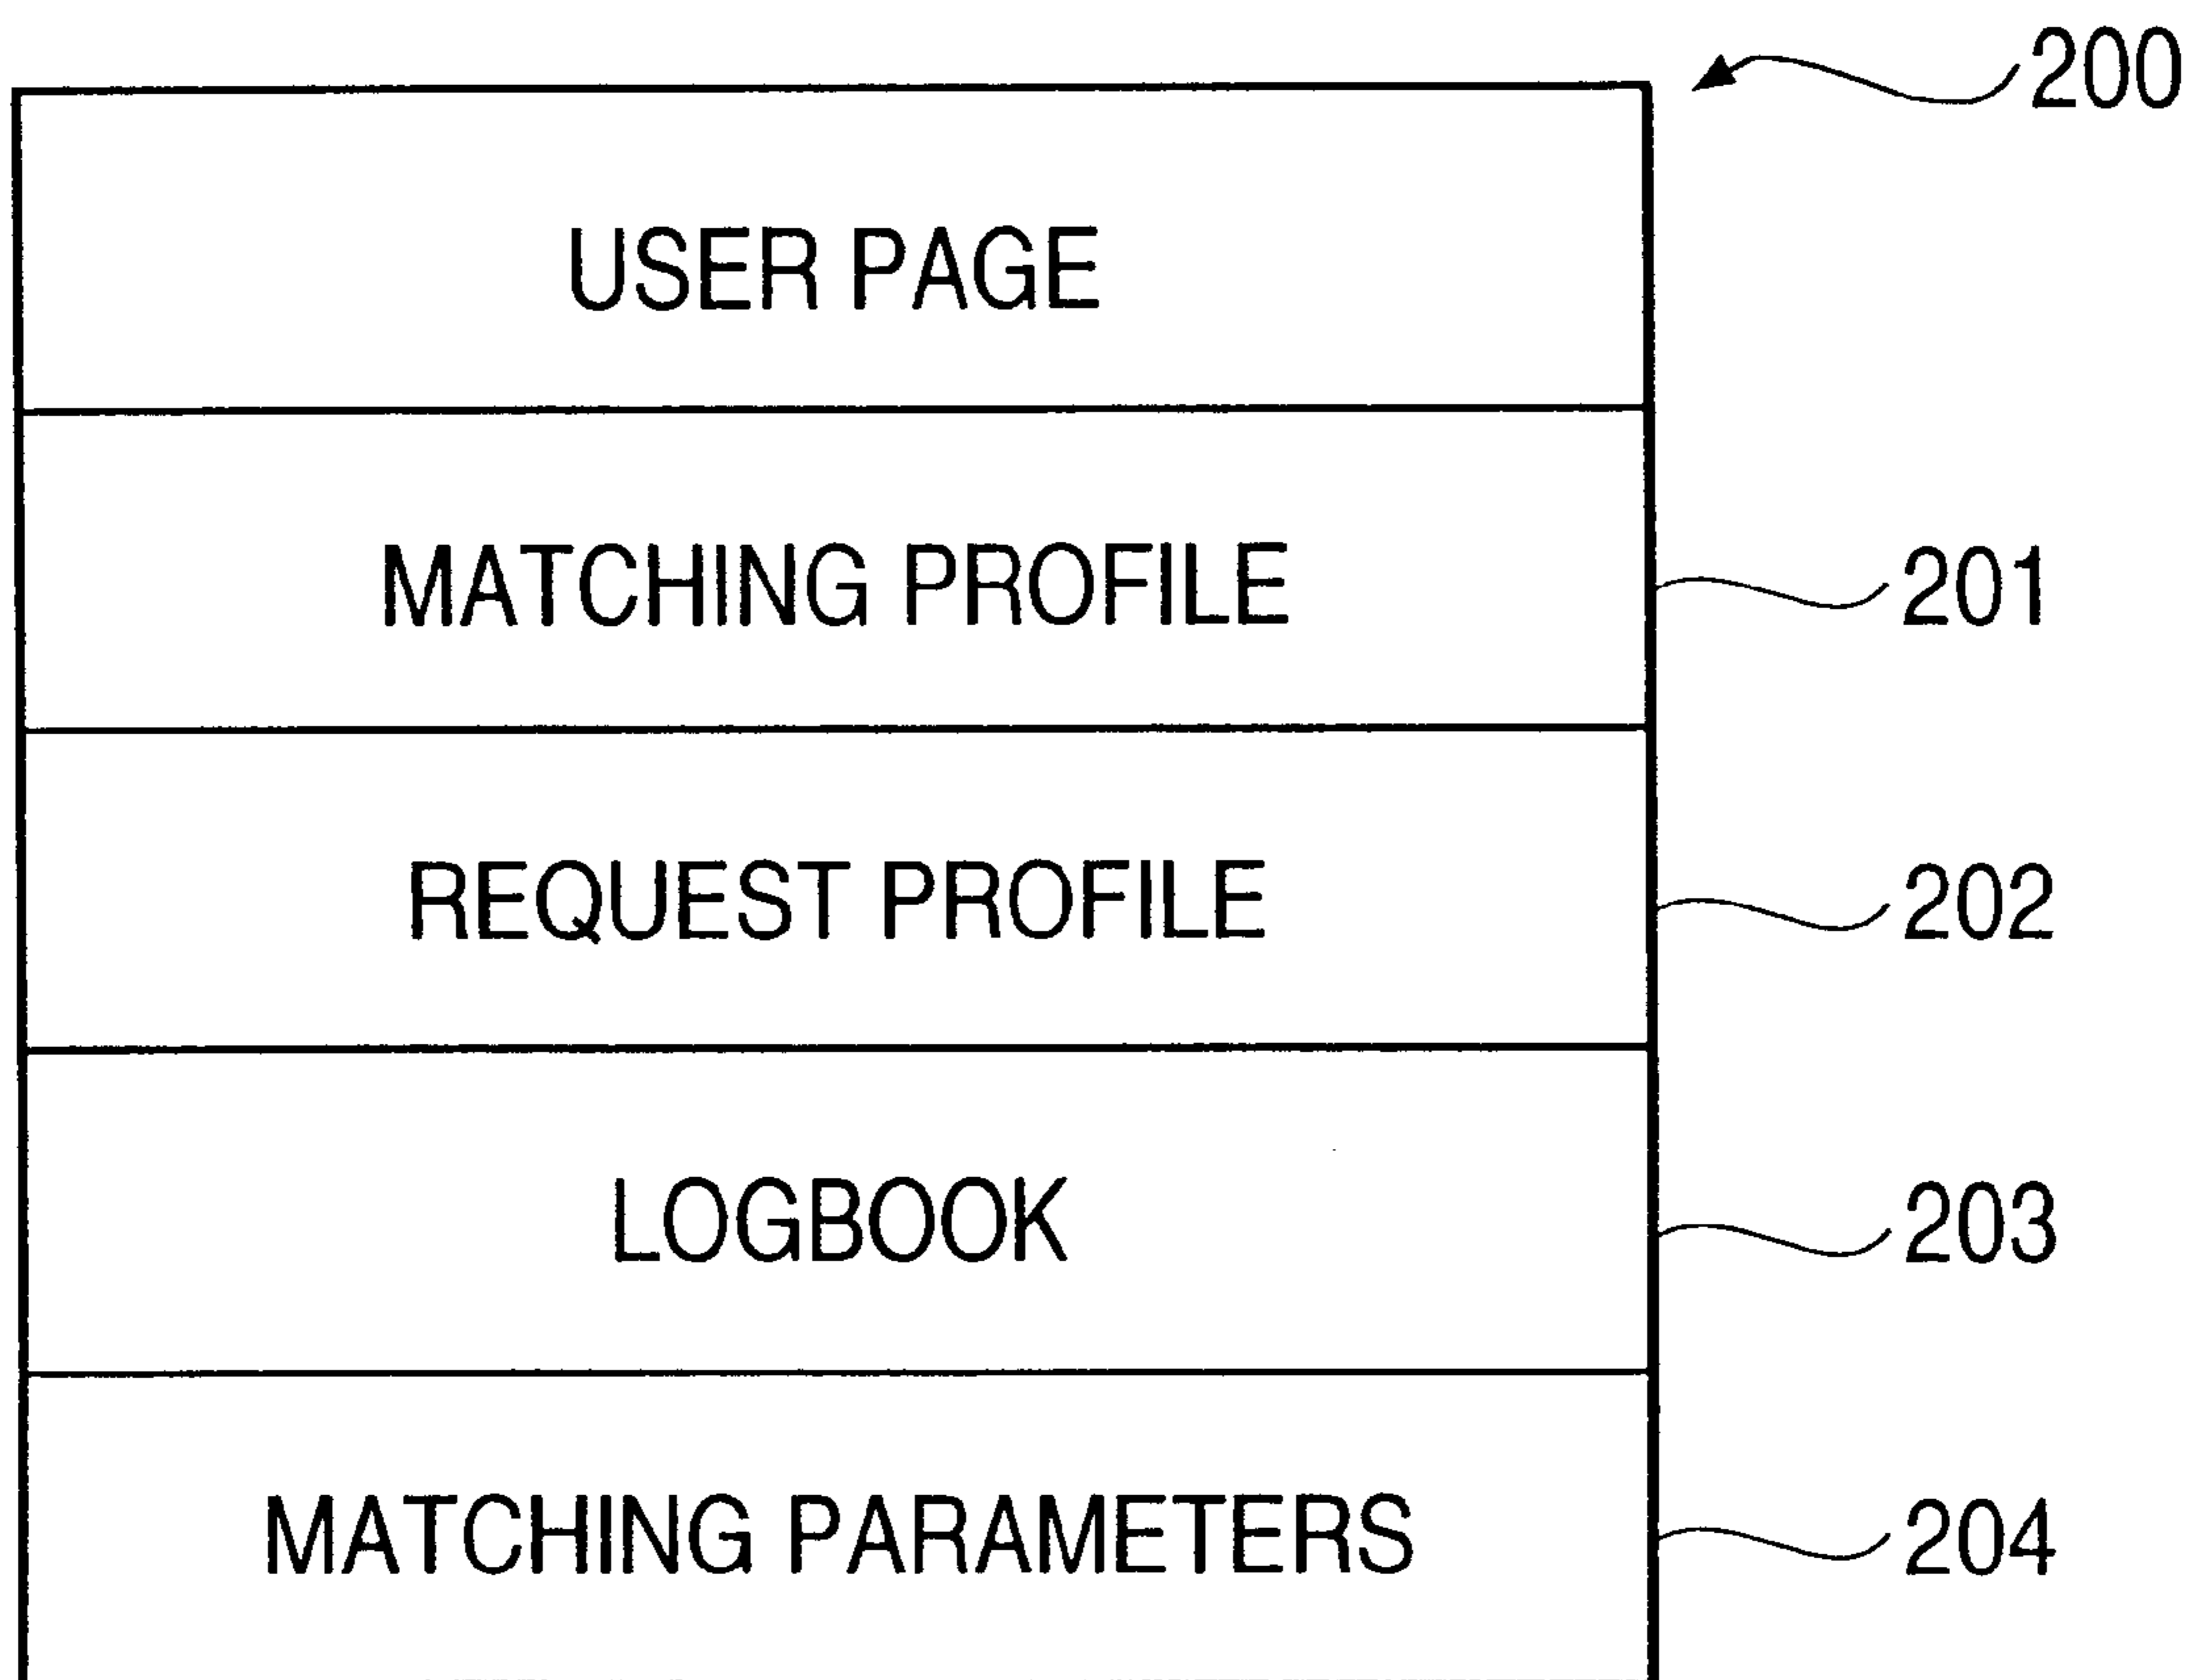 200
USER PAGE
MATCHING PROFILE 201
REQUEST PROFILE 202
LOGBOOK 203
MATCHING PARAMETERS 204